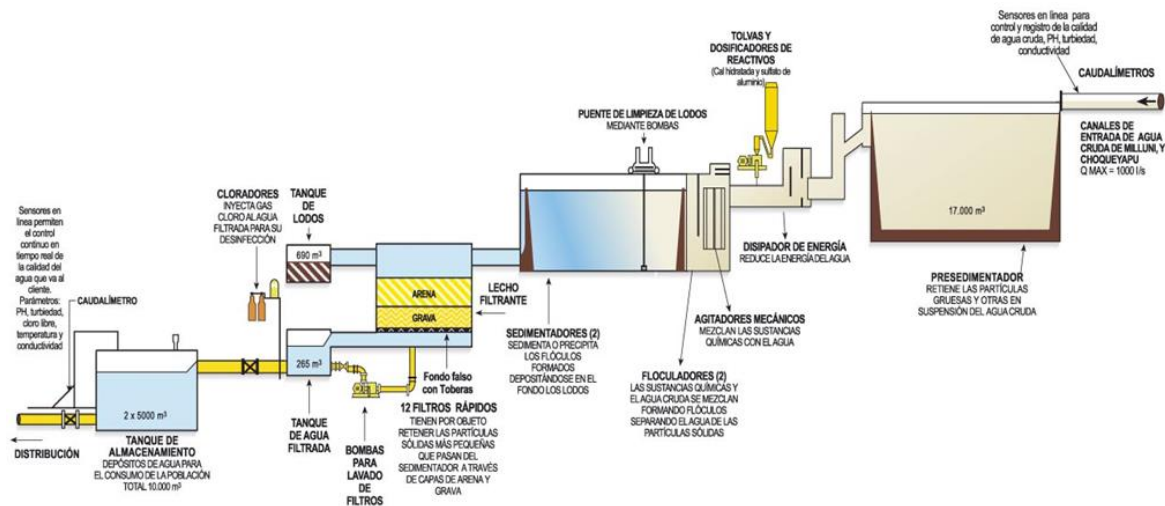 Sensores en linea para
control y registro de la calidad
de agua cruda, PH, turbiedad,
conductividad
CAUDALÍMETROS
CANALES DE
ENTRADA DE AGUA
CRUDA DE MILLUNI, Y
CHOQUEYAPU
Q MAX = 1000 l/s
17.000 m³
PRESEDIMENTADOR
RETIENE LAS PARTÍCULAS
GRUESAS Y OTRAS EN
SUSPENSIÓN DEL AGUA CRUDA
TOLVAS Y
DOSIFICADORES DE
REACTIVOS
(Cal hidratada y sulfato de
aluminio)
DISIPADOR DE ENERGÍA
REDUCE LA ENERGÍA DEL AGUA
PUENTE DE LIMPIEZA DE LODOS
MEDIANTE BOMBAS
AGITADORES MECÁNICOS
MEZCLAN LAS SUSTANCIAS
QUÍMICAS CON EL AGUA
FLOCULADORES (2)
LAS SUSTANCIAS QUÍMICAS Y
EL AGUA CRUDA SE MEZCLAN
FORMANDO FLÓCULOS
SEPARANDO EL AGUA DE LAS
PARTÍCULAS SÓLIDAS
SEDIMENTADORES (2)
SEDIMENTA O PRECIPITA
LOS FLÓCULOS
FORMADOS
DEPOSITÁNDOSE EN EL
FONDO LOS LODOS
LECHO
FILTRANTE
ARENA
GRAVA
Fondo falso
con Toberas
12 FILTROS RÁPIDOS
TIENEN POR OBJETO
RETENER LAS PARTÍCULAS
SÓLIDAS MÁS PEQUEÑAS
QUE PASAN DEL
SEDIMENTADOR A TRAVÉS
DE CAPAS DE ARENA Y
GRAVA
TANQUE
DE
LODOS
690 m³
CLORADORES
INYECTA GAS
CLORO AL AGUA
FILTRADA PARA SU
DESINFECCIÓN
265 m³
TANQUE
DE AGUA
FILTRADA
BOMBAS
PARA
LAVADO
DE
FILTROS
Sensores en
linea permiten
el control
continuo en
tiempo real de
la calidad del
agua que va al
cliente.
Parámetros:
PH, turbiedad,
cloro libre,
temperatura y
conductividad
CAUDALÍMETRO
2 x 5000 m³
DISTRIBUCIÓN
TANQUE DE
ALMACENAMIENTO
DEPÓSITOS DE AGUA PARA
EL CONSUMO DE LA POBLACIÓN
TOTAL 10.000 m³